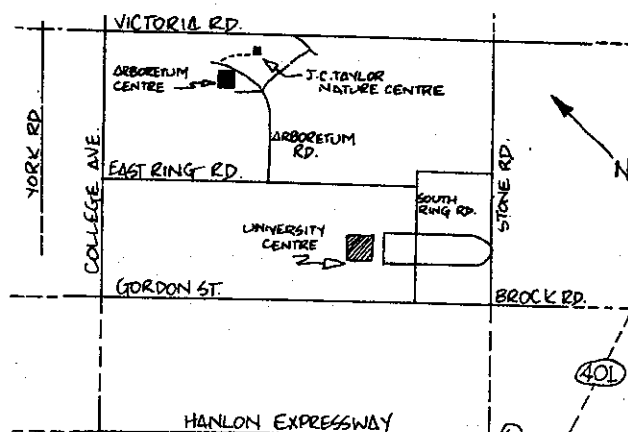 VICTORIA RD.
ARBORETUM
CENTRE
J.C. TAYLOR
NATURE CENTRE
YORK RD.
COLLEGE AVE.
ARBORETUM
RD.
N
EAST RING RD.
SOUTH
RING RD.
STONE RD.
UNIVERSITY
CENTRE
GORDON ST.
BROCK RD.
401
HANLON EXPRESSWAY